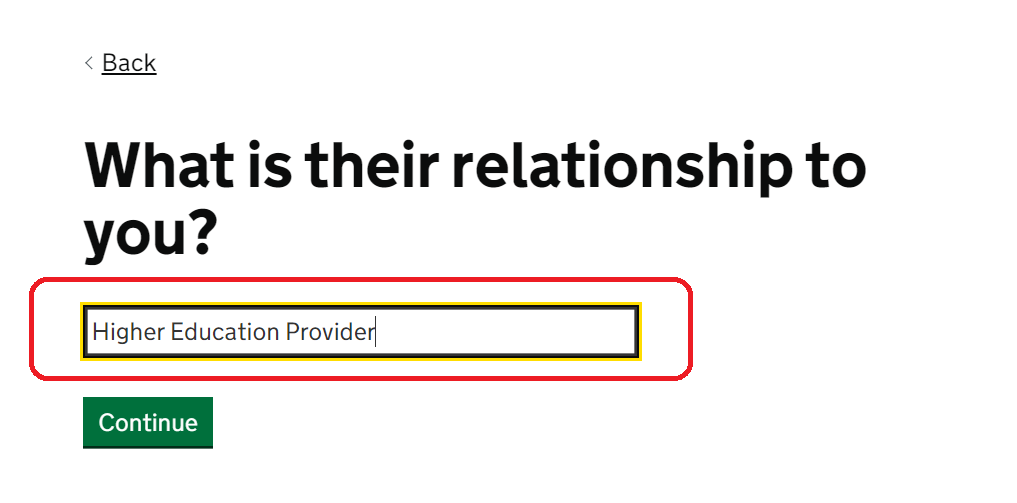 Back
What is their relationship to
you?
Higher Education Provider
Continue